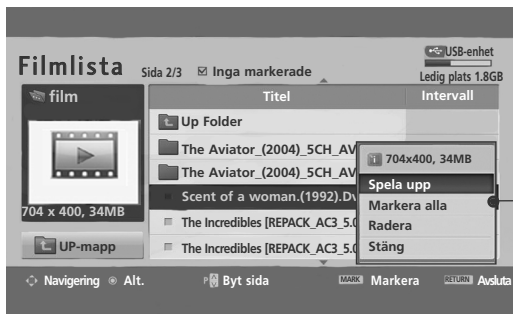 USB-enhet
Filmlista Sida 2/3 Inga markerade
Ledig plats 1.8GB
film
Titel Intervall
Up Folder
The Aviator_(2004)_5CH_AV
The Aviator_(2004)_5CH_AV
Scent of a woman.(1992).Dv
The Incredibles [REPACK_AC3_5.0
The Incredibles [REPACK_AC3_5.0
704 x 400, 34MB
UP-mapp
704x400, 34MB
Spela upp
Markera alla
Radera
Stäng
Navigering Alt. Byt sida MARK Markera RETURN Avsluta